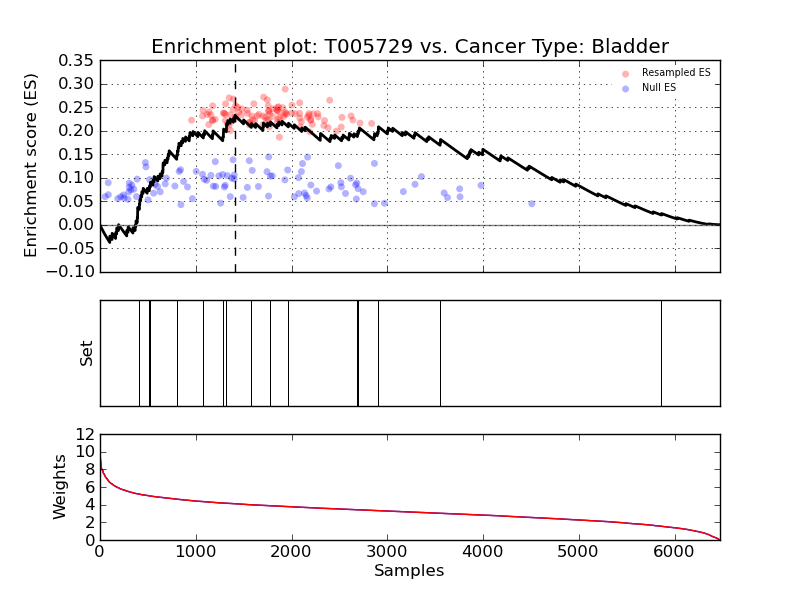 Enrichment plot: T005729 vs. Cancer Type: Bladder
Enrichment score (ES)
0.35
0.30
0.25
0.20
0.15
0.10
0.05
0.00
−0.05
−0.10
Resampled ES
Null ES
Set
Weights
12
10
8
6
4
2
0
0 1000 2000 3000 4000 5000 6000
Samples